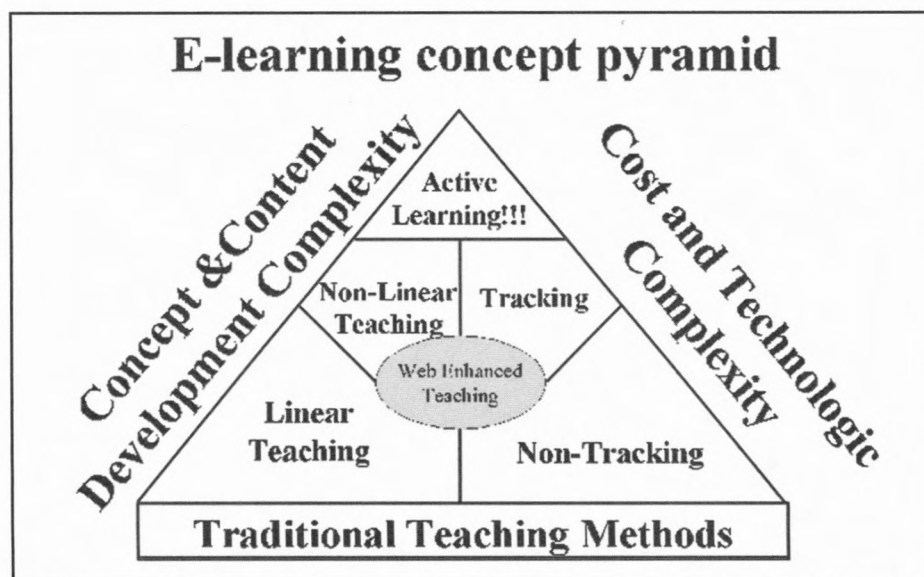 E-learning concept pyramid
Concept &Content
Development Complexity
Cost and Technologic
Complexity
Active
Learning!!!
Non-Linear
Teaching
Tracking
Web Enhanced
Teaching
Linear
Teaching
Non-Tracking
Traditional Teaching Methods